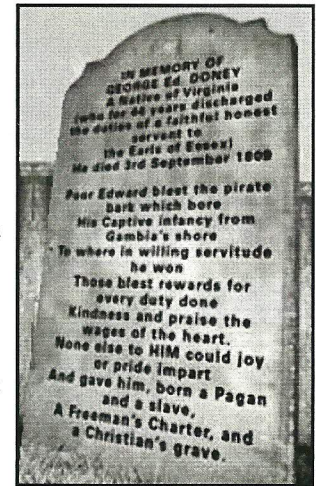 IN MEMORY OF
GEORGE Ed. DONEY
A Native of Virginia
(who for 44 years discharged
the duties of a faithful honest
servant to
the Earls of Essex)
He died 3rd September 1809
Poor Edward blest the pirate
bark which bore
His Captive infancy from
Gambia's shore
To where in willing servitude
he won
Those blest rewards for
every duty done
Kindness and praise the
wages of the heart.
None else to HIM could joy
or pride impart
And gave him, born a Pagan
and a slave,
A Freeman's Charter, and
a Christian's grave.